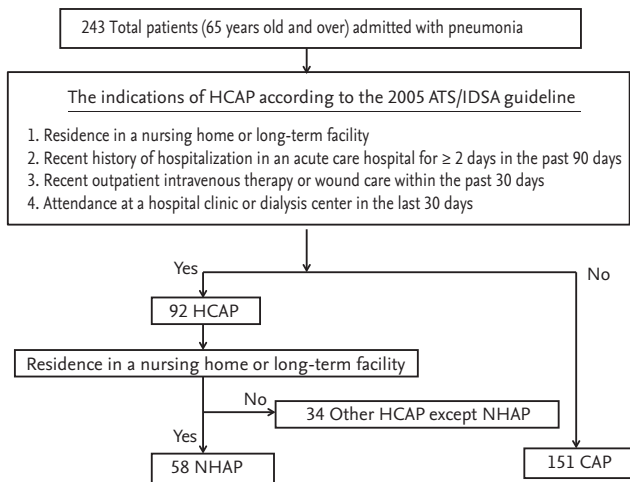 243 Total patients (65 years old and over) admitted with pneumonia
The indications of HCAP according to the 2005 ATS/IDSA guideline
1. Residence in a nursing home or long-term facility
2. Recent history of hospitalization in an acute care hospital for ≥ 2 days in the past 90 days
3. Recent outpatient intravenous therapy or wound care within the past 30 days
4. Attendance at a hospital clinic or dialysis center in the last 30 days
Yes
No
92 HCAP
Residence in a nursing home or long-term facility
No
34 Other HCAP except NHAP
Yes
58 NHAP
151 CAP